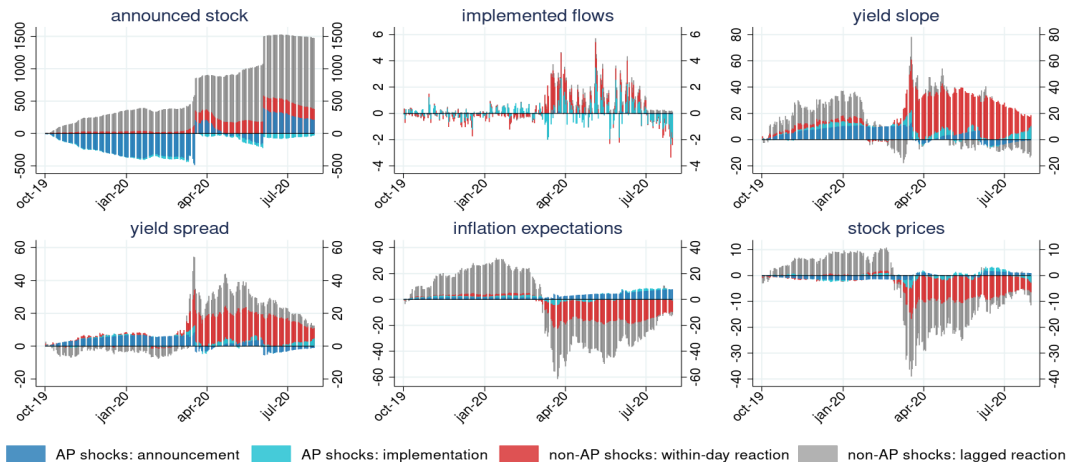 announced stock
1500
1000
500
0
-500
1500
1000
500
0
-500
oct-19
jan-20
apr-20
jul-20
implemented flows
6
4
2
0
-2
-4
6
4
2
0
-2
-4
oct-19
jan-20
apr-20
jul-20
yield slope
80
60
40
20
0
-20
80
60
40
20
0
-20
oct-19
jan-20
apr-20
jul-20
yield spread
60
40
20
0
-20
60
40
20
0
-20
oct-19
jan-20
apr-20
jul-20
inflation expectations
40
20
0
-20
-40
-60
40
20
0
-20
-40
-60
oct-19
jan-20
apr-20
jul-20
stock prices
10
0
-10
-20
-30
-40
10
0
-10
-20
-30
-40
oct-19
jan-20
apr-20
jul-20
AP shocks: announcement
AP shocks: implementation
non-AP shocks: within-day reaction
non-AP shocks: lagged reaction